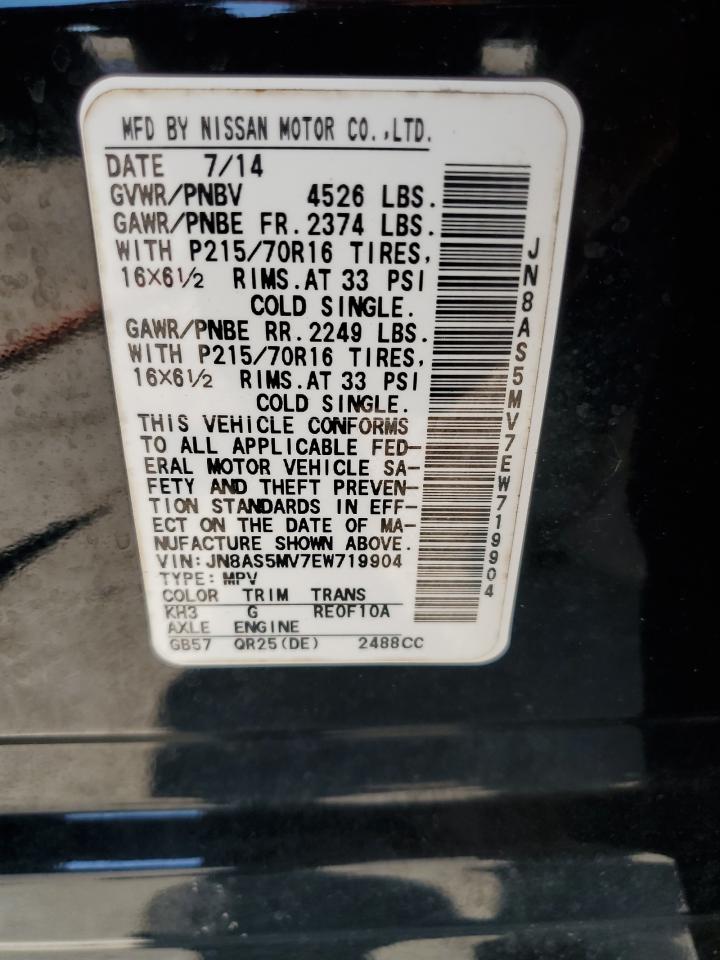 MFD BY NISSAN MOTOR CO.,LTD.
DATE 7/14
GVWR/PNBV 4526 LBS.
GAWR/PNBE FR. 2374 LBS.
WITH P215/70R16 TIRES,
16X6½ RIMS. AT 33 PSI
COLD SINGLE.
GAWR/PNBE RR. 2249 LBS.
WITH P215/70R16 TIRES,
16X6½ RIMS. AT 33 PSI
COLD SINGLE.
THIS VEHICLE CONFORMS
TO ALL APPLICABLE FED-
ERAL MOTOR VEHICLE SA-
FETY AND THEFT PREVEN-
TION STANDARDS IN EFF-
ECT ON THE DATE OF MA-
NUFACTURE SHOWN ABOVE.
VIN:JN8AS5MV7EW719904
TYPE: MPV
COLOR TRIM TRANS
KH3 G RE0F10A
AXLE ENGINE
GB57 QR25(DE) 2488CC
JN8AS5MV7EW719904